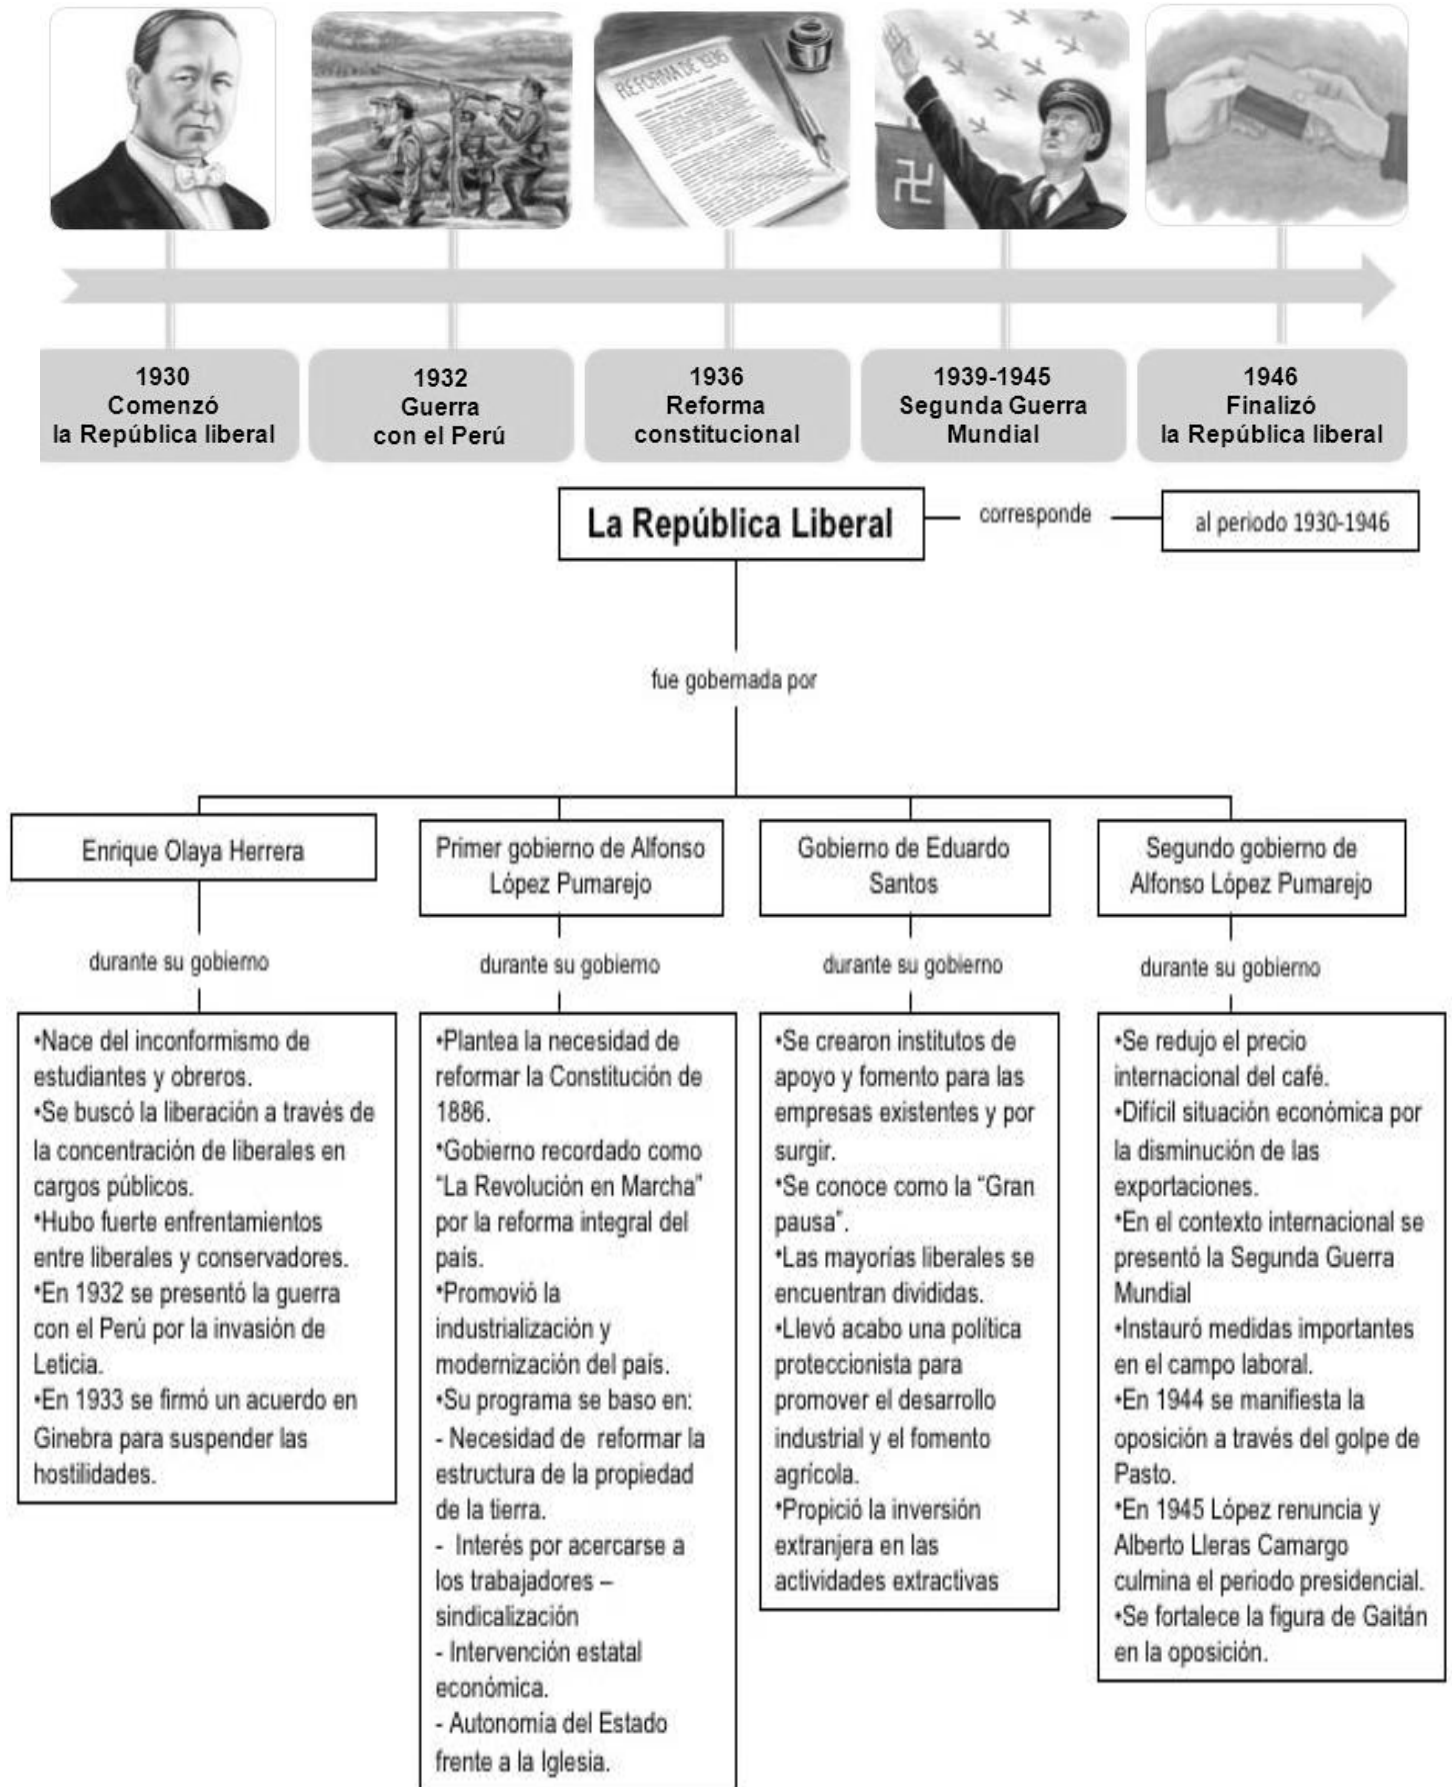 REFORMA DE 1936
1930
Comenzó
la República liberal
1932
Guerra
con el Perú
1936
Reforma
constitucional
1939-1945
Segunda Guerra
Mundial
1946
Finalizó
la República liberal
La República Liberal
corresponde
al periodo 1930-1946
fue gobernada por
Enrique Olaya Herrera
durante su gobierno
•Nace del inconformismo de
estudiantes y obreros.
•Se buscó la liberación a través de
la concentración de liberales en
cargos públicos.
•Hubo fuerte enfrentamientos
entre liberales y conservadores.
•En 1932 se presentó la guerra
con el Perú por la invasión de
Leticia.
•En 1933 se firmó un acuerdo en
Ginebra para suspender las
hostilidades.
Primer gobierno de Alfonso
López Pumarejo
durante su gobierno
•Plantea la necesidad de
reformar la Constitución de
1886.
•Gobierno recordado como
“La Revolución en Marcha”
por la reforma integral del
país.
•Promovió la
industrialización y
modernización del país.
•Su programa se baso en:
- Necesidad de reformar la
estructura de la propiedad
de la tierra.
- Interés por acercarse a
los trabajadores –
sindicalización
- Intervención estatal
económica.
- Autonomía del Estado
frente a la Iglesia.
Gobierno de Eduardo
Santos
durante su gobierno
•Se crearon institutos de
apoyo y fomento para las
empresas existentes y por
surgir.
•Se conoce como la “Gran
pausa”.
•Las mayorías liberales se
encuentran divididas.
•Llevó acabo una política
proteccionista para
promover el desarrollo
industrial y el fomento
agrícola.
•Propició la inversión
extranjera en las
actividades extractivas
Segundo gobierno de
Alfonso López Pumarejo
durante su gobierno
•Se redujo el precio
internacional del café.
•Difícil situación económica por
la disminución de las
exportaciones.
•En el contexto internacional se
presentó la Segunda Guerra
Mundial
•Instauró medidas importantes
en el campo laboral.
•En 1944 se manifiesta la
oposición a través del golpe de
Pasto.
•En 1945 López renuncia y
Alberto Lleras Camargo
culmina el periodo presidencial.
•Se fortalece la figura de Gaitán
en la oposición.